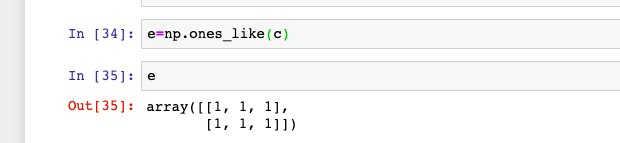 In [34]: e=np.ones_like(c)
In [35]: e
Out[35]: array([[1, 1, 1],
[1, 1, 1]])